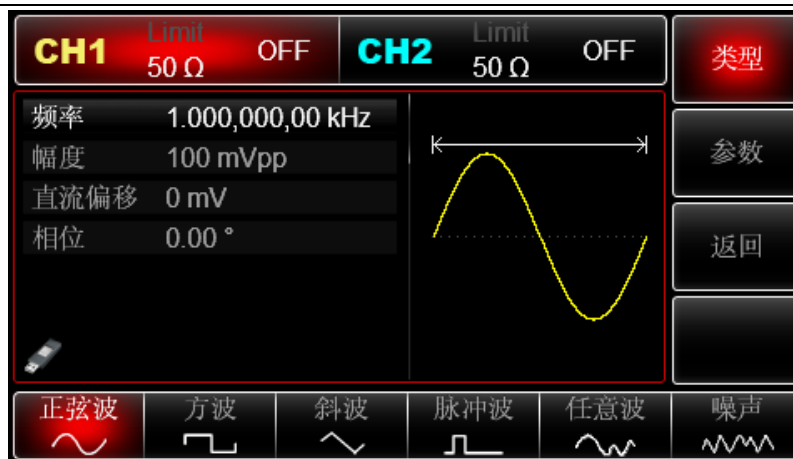 CH1 Limit 50 Ω OFF
CH2 Limit 50 Ω OFF
类型
频率 1.000,000,00 kHz
幅度 100 mVpp
直流偏移 0 mV
相位 0.00 °
参数
返回
正弦波 方波 斜波 脉冲波 任意波 噪声